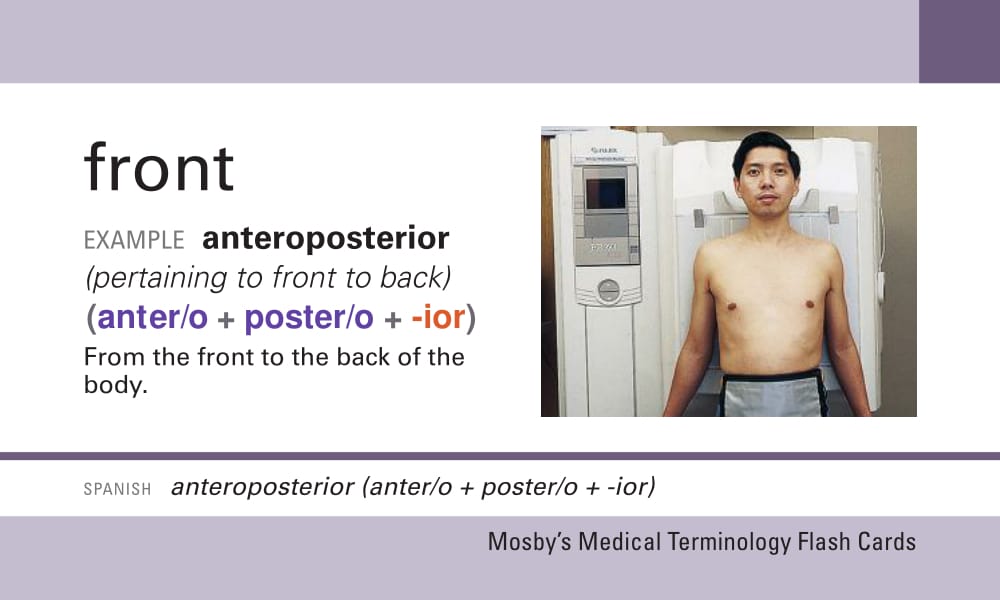 front
EXAMPLE anteroposterior
(pertaining to front to back)
(anter/o + poster/o + -ior)
From the front to the back of the
body.
SPANISH anteroposterior (anter/o + poster/o + -ior)
Mosby’s Medical Terminology Flash Cards